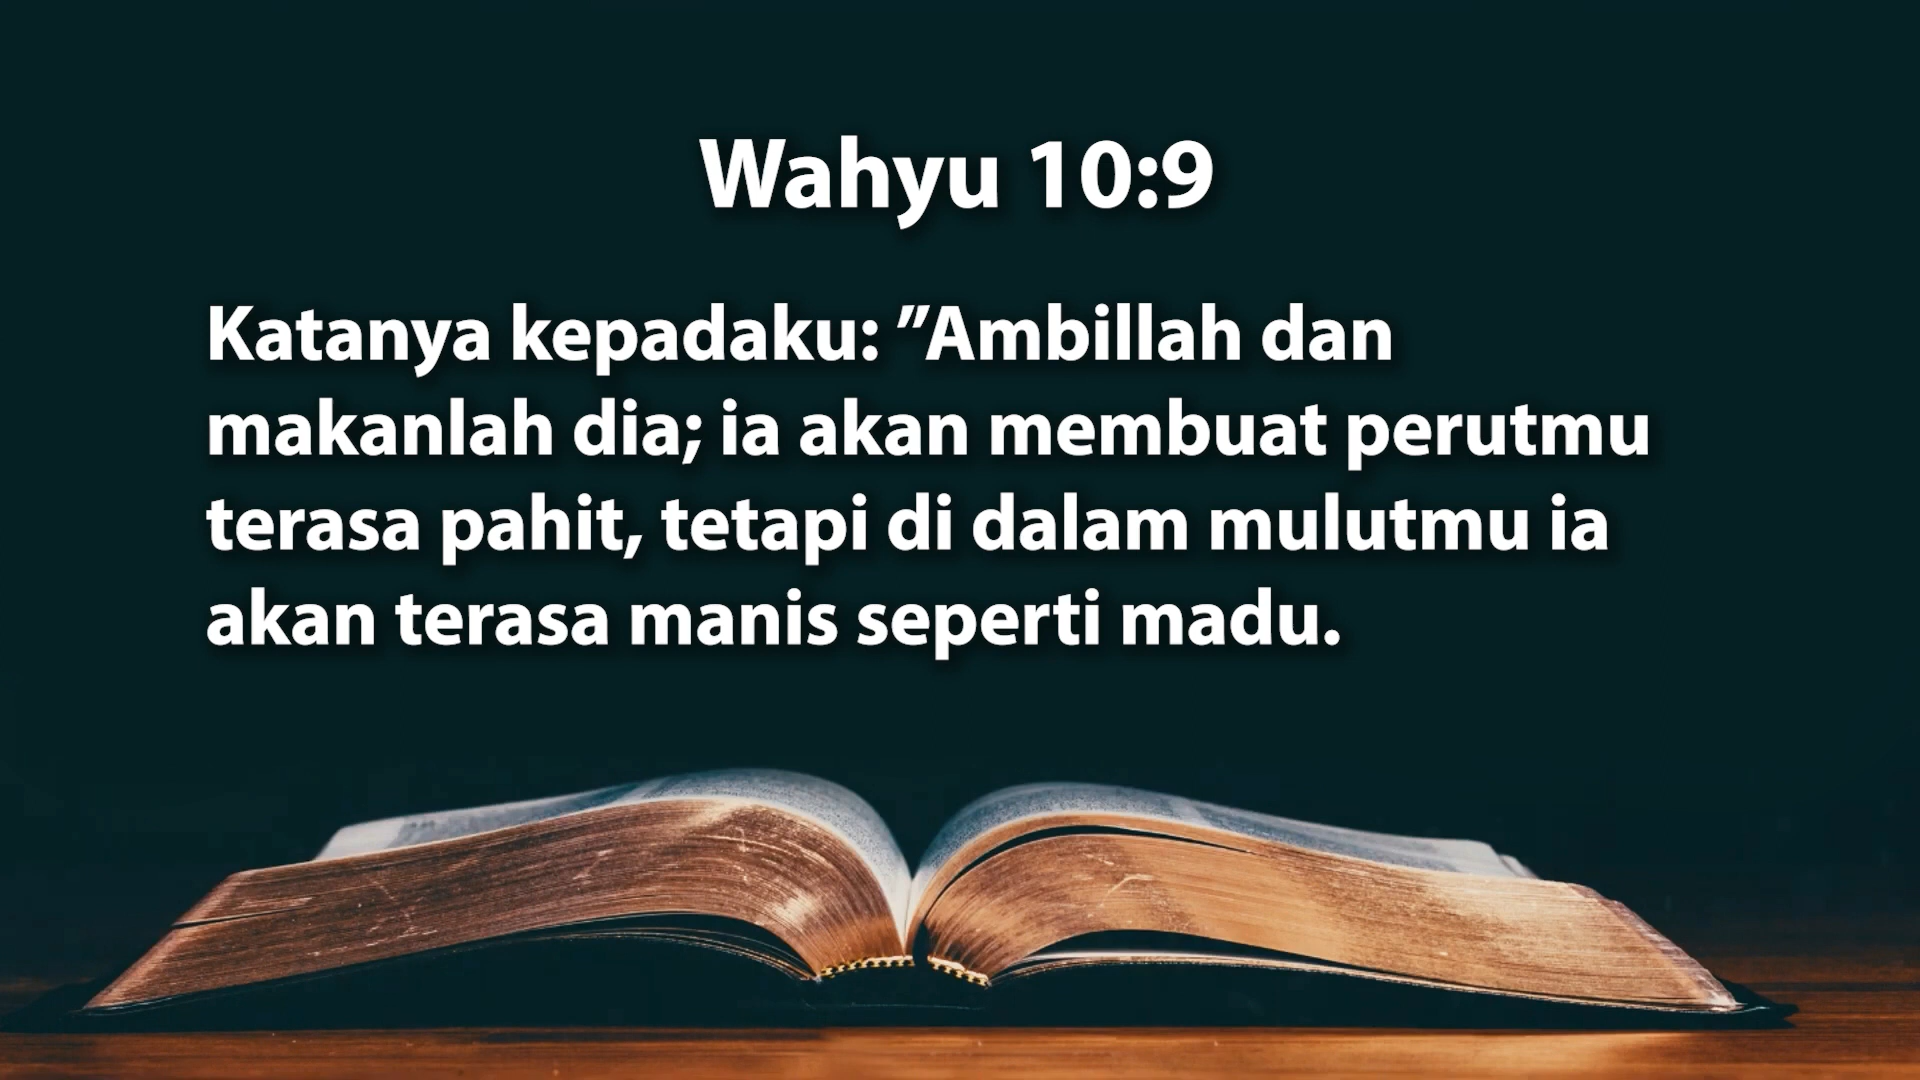 Wahyu 10:9
Katanya kepadaku: ”Ambillah dan
makanlah dia; ia akan membuat perutmu
terasa pahit, tetapi di dalam mulutmu ia
akan terasa manis seperti madu.